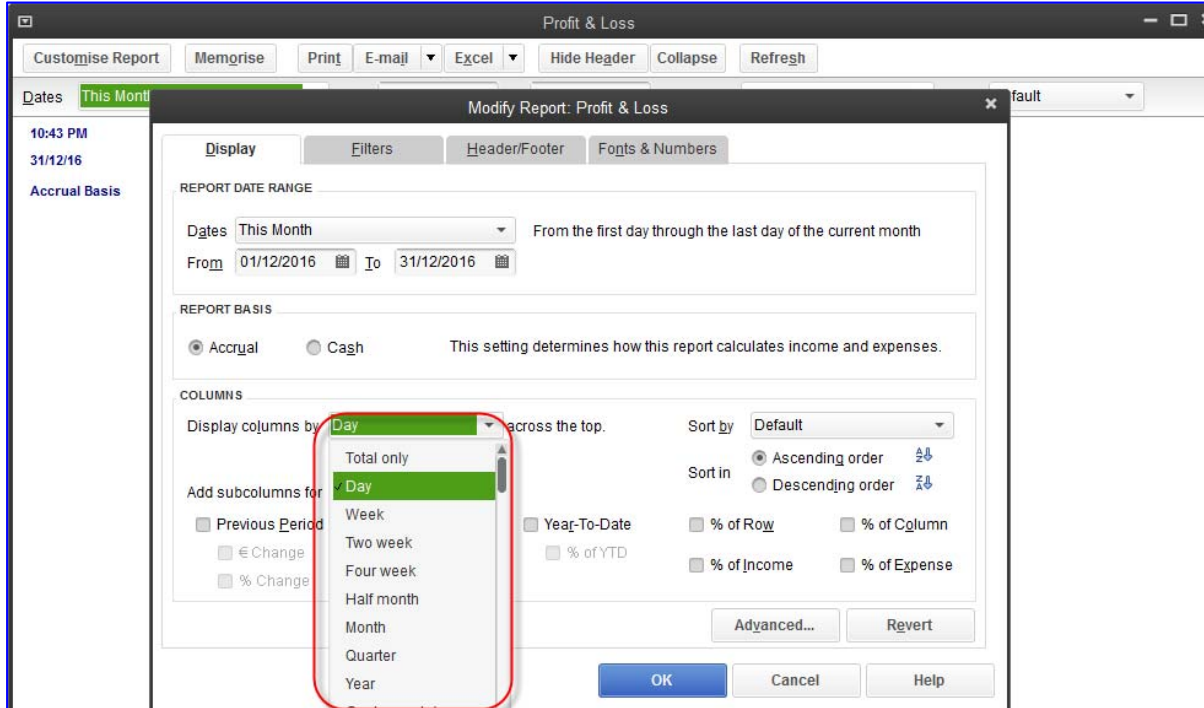 Profit & Loss
Customise Report Memorise Print E-mail Excel Hide Header Collapse Refresh
Dates This Mont fault
10:43 PM
31/12/16
Accrual Basis
Modify Report: Profit & Loss
Display Filters Header/Footer Fonts & Numbers
REPORT DATE RANGE
Dates This Month From the first day through the last day of the current month
From 01/12/2016 To 31/12/2016
REPORT BASIS
Accrual Cash This setting determines how this report calculates income and expenses.
COLUMNS
Display columns by Day across the top. Sort by Default
Total only
Ascending order
Sort in
Descending order
Add subcolumns for Day
Week
Previous Period Year-To-Date % of Row % of Column
Two week
€ Change % of YTD
Four week
% of Income % of Expense
% Change
Half month
Month
Advanced... Revert
Quarter
Year
OK Cancel Help